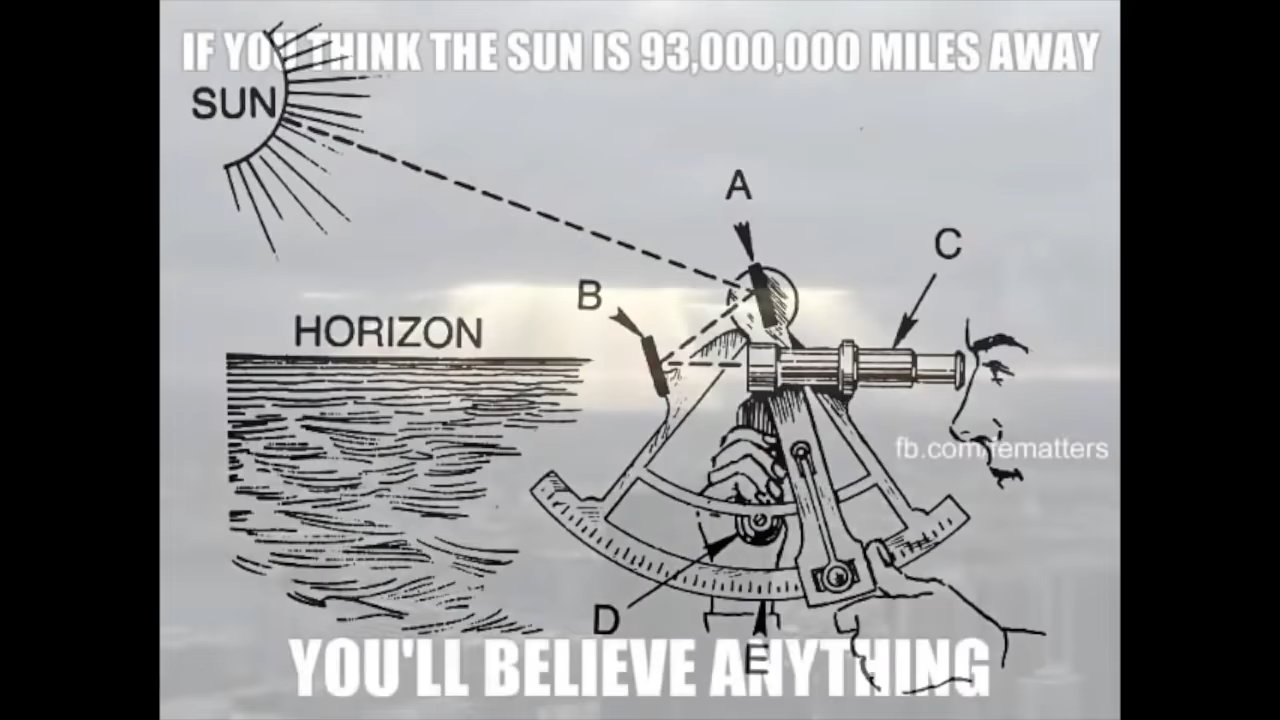 IF YOU THINK THE SUN IS 93,000,000 MILES AWAY
SUN
A
C
B
HORIZON
fb.com/fematters
D
E
YOU'LL BELIEVE ANYTHING